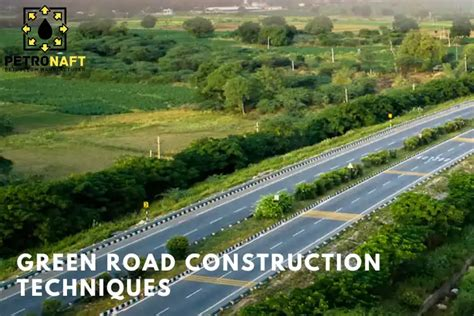 PETRONAFT
GREEN ROAD CONSTRUCTION
TECHNIQUES